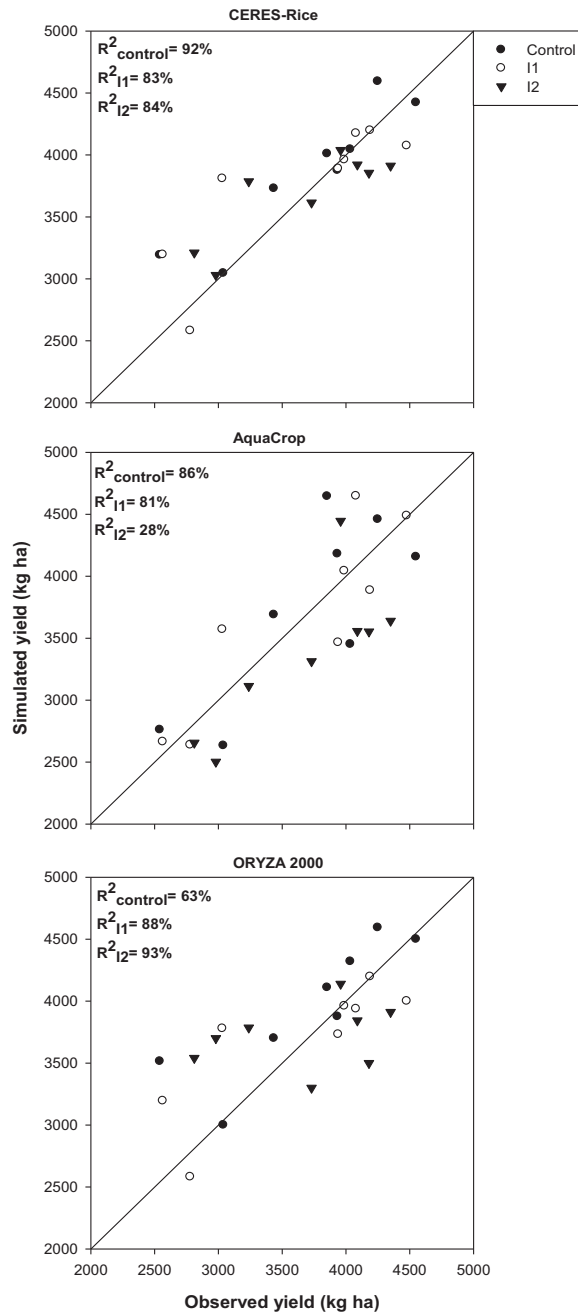 CERES-Rice
R²control= 92%
R²I1= 83%
R²I2= 84%
Control
I1
I2
5000
4500
4000
3500
3000
2500
2000
AquaCrop
R²control= 86%
R²I1= 81%
R²I2= 28%
5000
4500
4000
3500
3000
2500
2000
Simulated yield (kg ha)
ORYZA 2000
R²control= 63%
R²I1= 88%
R²I2= 93%
5000
4500
4000
3500
3000
2500
2000
2000 2500 3000 3500 4000 4500 5000
Observed yield (kg ha)